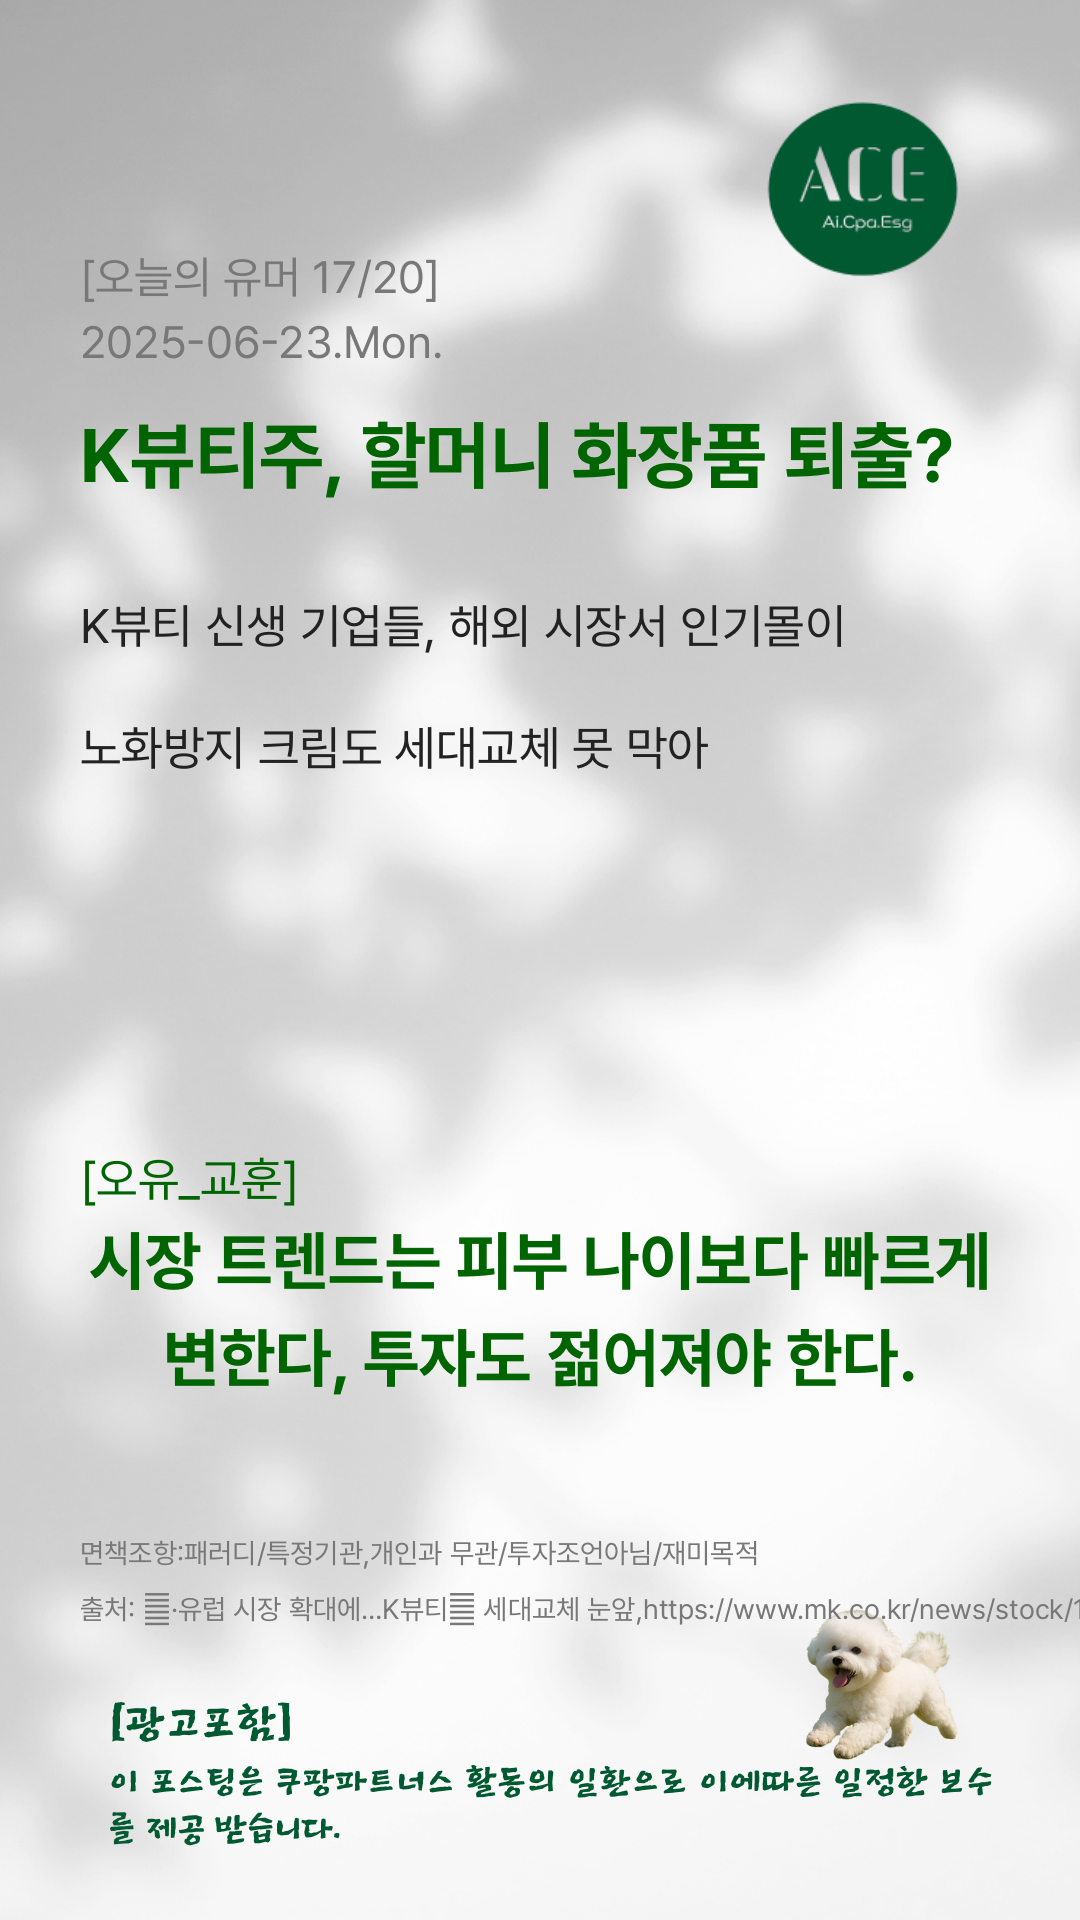 ACE
Ai.Cpa.Esg
[오늘의 유머 17/20]
2025-06-23.Mon.
K뷰티주, 할머니 화장품 퇴출?
K뷰티 신생 기업들, 해외 시장서 인기몰이
노화방지 크림도 세대교체 못 막아
[오유_교훈]
시장 트렌드는 피부 나이보다 빠르게
변한다, 투자도 젊어져야 한다.
면책조항:패러디/특정기관,개인과 무관/투자조언아님/재미목적
출처: ·유럽 시장 확대에...K뷰티 세대교체 눈앞,https://www.mk.co.kr/news/stock/1
[광고포함]
이 포스팅은 쿠팡파트너스 활동의 일환으로 이에따른 일정한 보수
를 제공 받습니다.